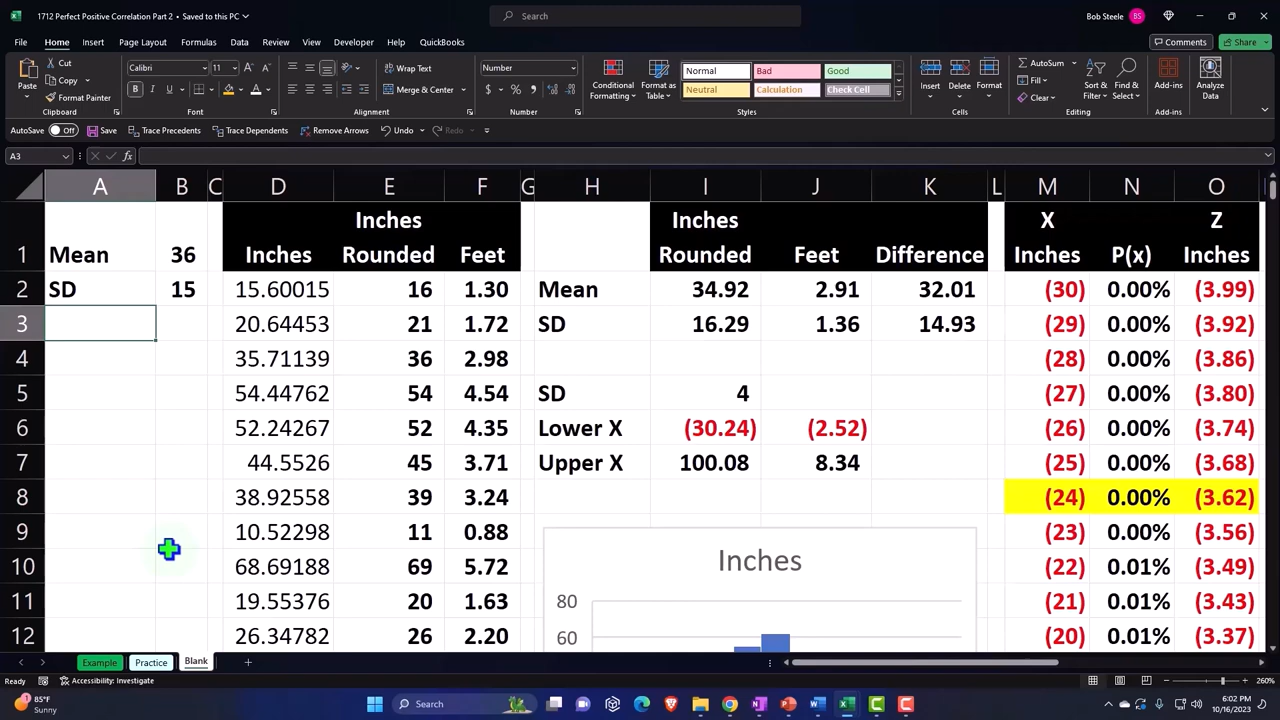 1712 Perfect Positive Correlation Part 2 • Saved to this PC
Search
Bob Steele BS
File Home Insert Page Layout Formulas Data Review View Developer Help QuickBooks
Comments Share
Paste
Cut
Copy
Format Painter
Clipboard
Calibri 11
B I U
Font
Wrap Text
Merge & Center
Alignment
Number
$ % ,
Number
Conditional Formatting
Format as Table
Normal Bad Good
Neutral Calculation Check Cell
Styles
Insert Delete Format
Cells
AutoSum
Fill
Clear
Sort & Filter
Find & Select
Editing
Add-ins
Add-ins
Analyze Data
AutoSave Off Save Trace Precedents Trace Dependents Remove Arrows Undo Redo
A3 fx
A B C D E F G H I J K L M N O
Inches Inches X Z
1 Mean 36 Inches Rounded Feet Rounded Feet Difference Inches P(x) Inches
2 SD 15 15.60015 16 1.30 Mean 34.92 2.91 32.01 (30) 0.00% (3.99)
3 20.64453 21 1.72 SD 16.29 1.36 14.93 (29) 0.00% (3.92)
4 35.71139 36 2.98 (28) 0.00% (3.86)
5 54.44762 54 4.54 SD 4 (27) 0.00% (3.80)
6 52.24267 52 4.35 Lower X (30.24) (2.52) (26) 0.00% (3.74)
7 44.5526 45 3.71 Upper X 100.08 8.34 (25) 0.00% (3.68)
8 38.92558 39 3.24 (24) 0.00% (3.62)
9 10.52298 11 0.88 (23) 0.00% (3.56)
10 68.69188 69 5.72 Inches (22) 0.01% (3.49)
11 19.55376 20 1.63 80 (21) 0.01% (3.43)
12 26.34782 26 2.20 60 (20) 0.01% (3.37)
Example Practice Blank
Ready Accessibility: Investigate 260%
85°F
Sunny
Search
6:02 PM
10/16/2023